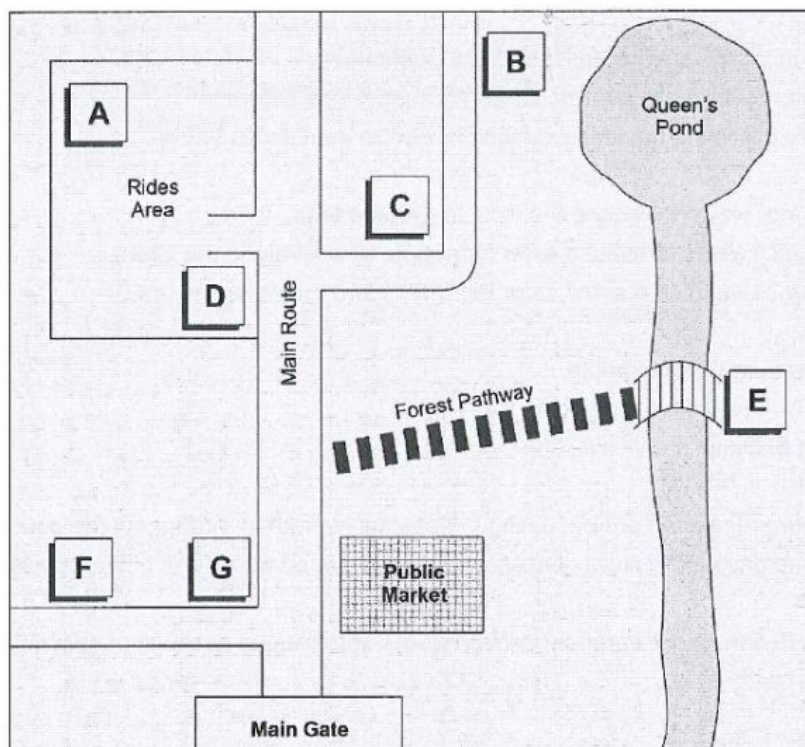 A
B
Queen's
Pond
Rides
Area
C
D
Main Route
Forest Pathway
E
F
G
Public
Market
Main Gate